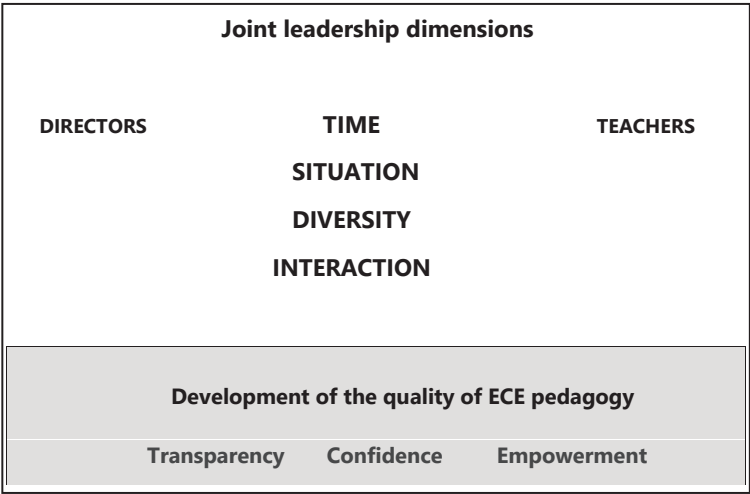 Joint leadership dimensions
DIRECTORS TIME TEACHERS
SITUATION
DIVERSITY
INTERACTION
Development of the quality of ECE pedagogy
Transparency Confidence Empowerment